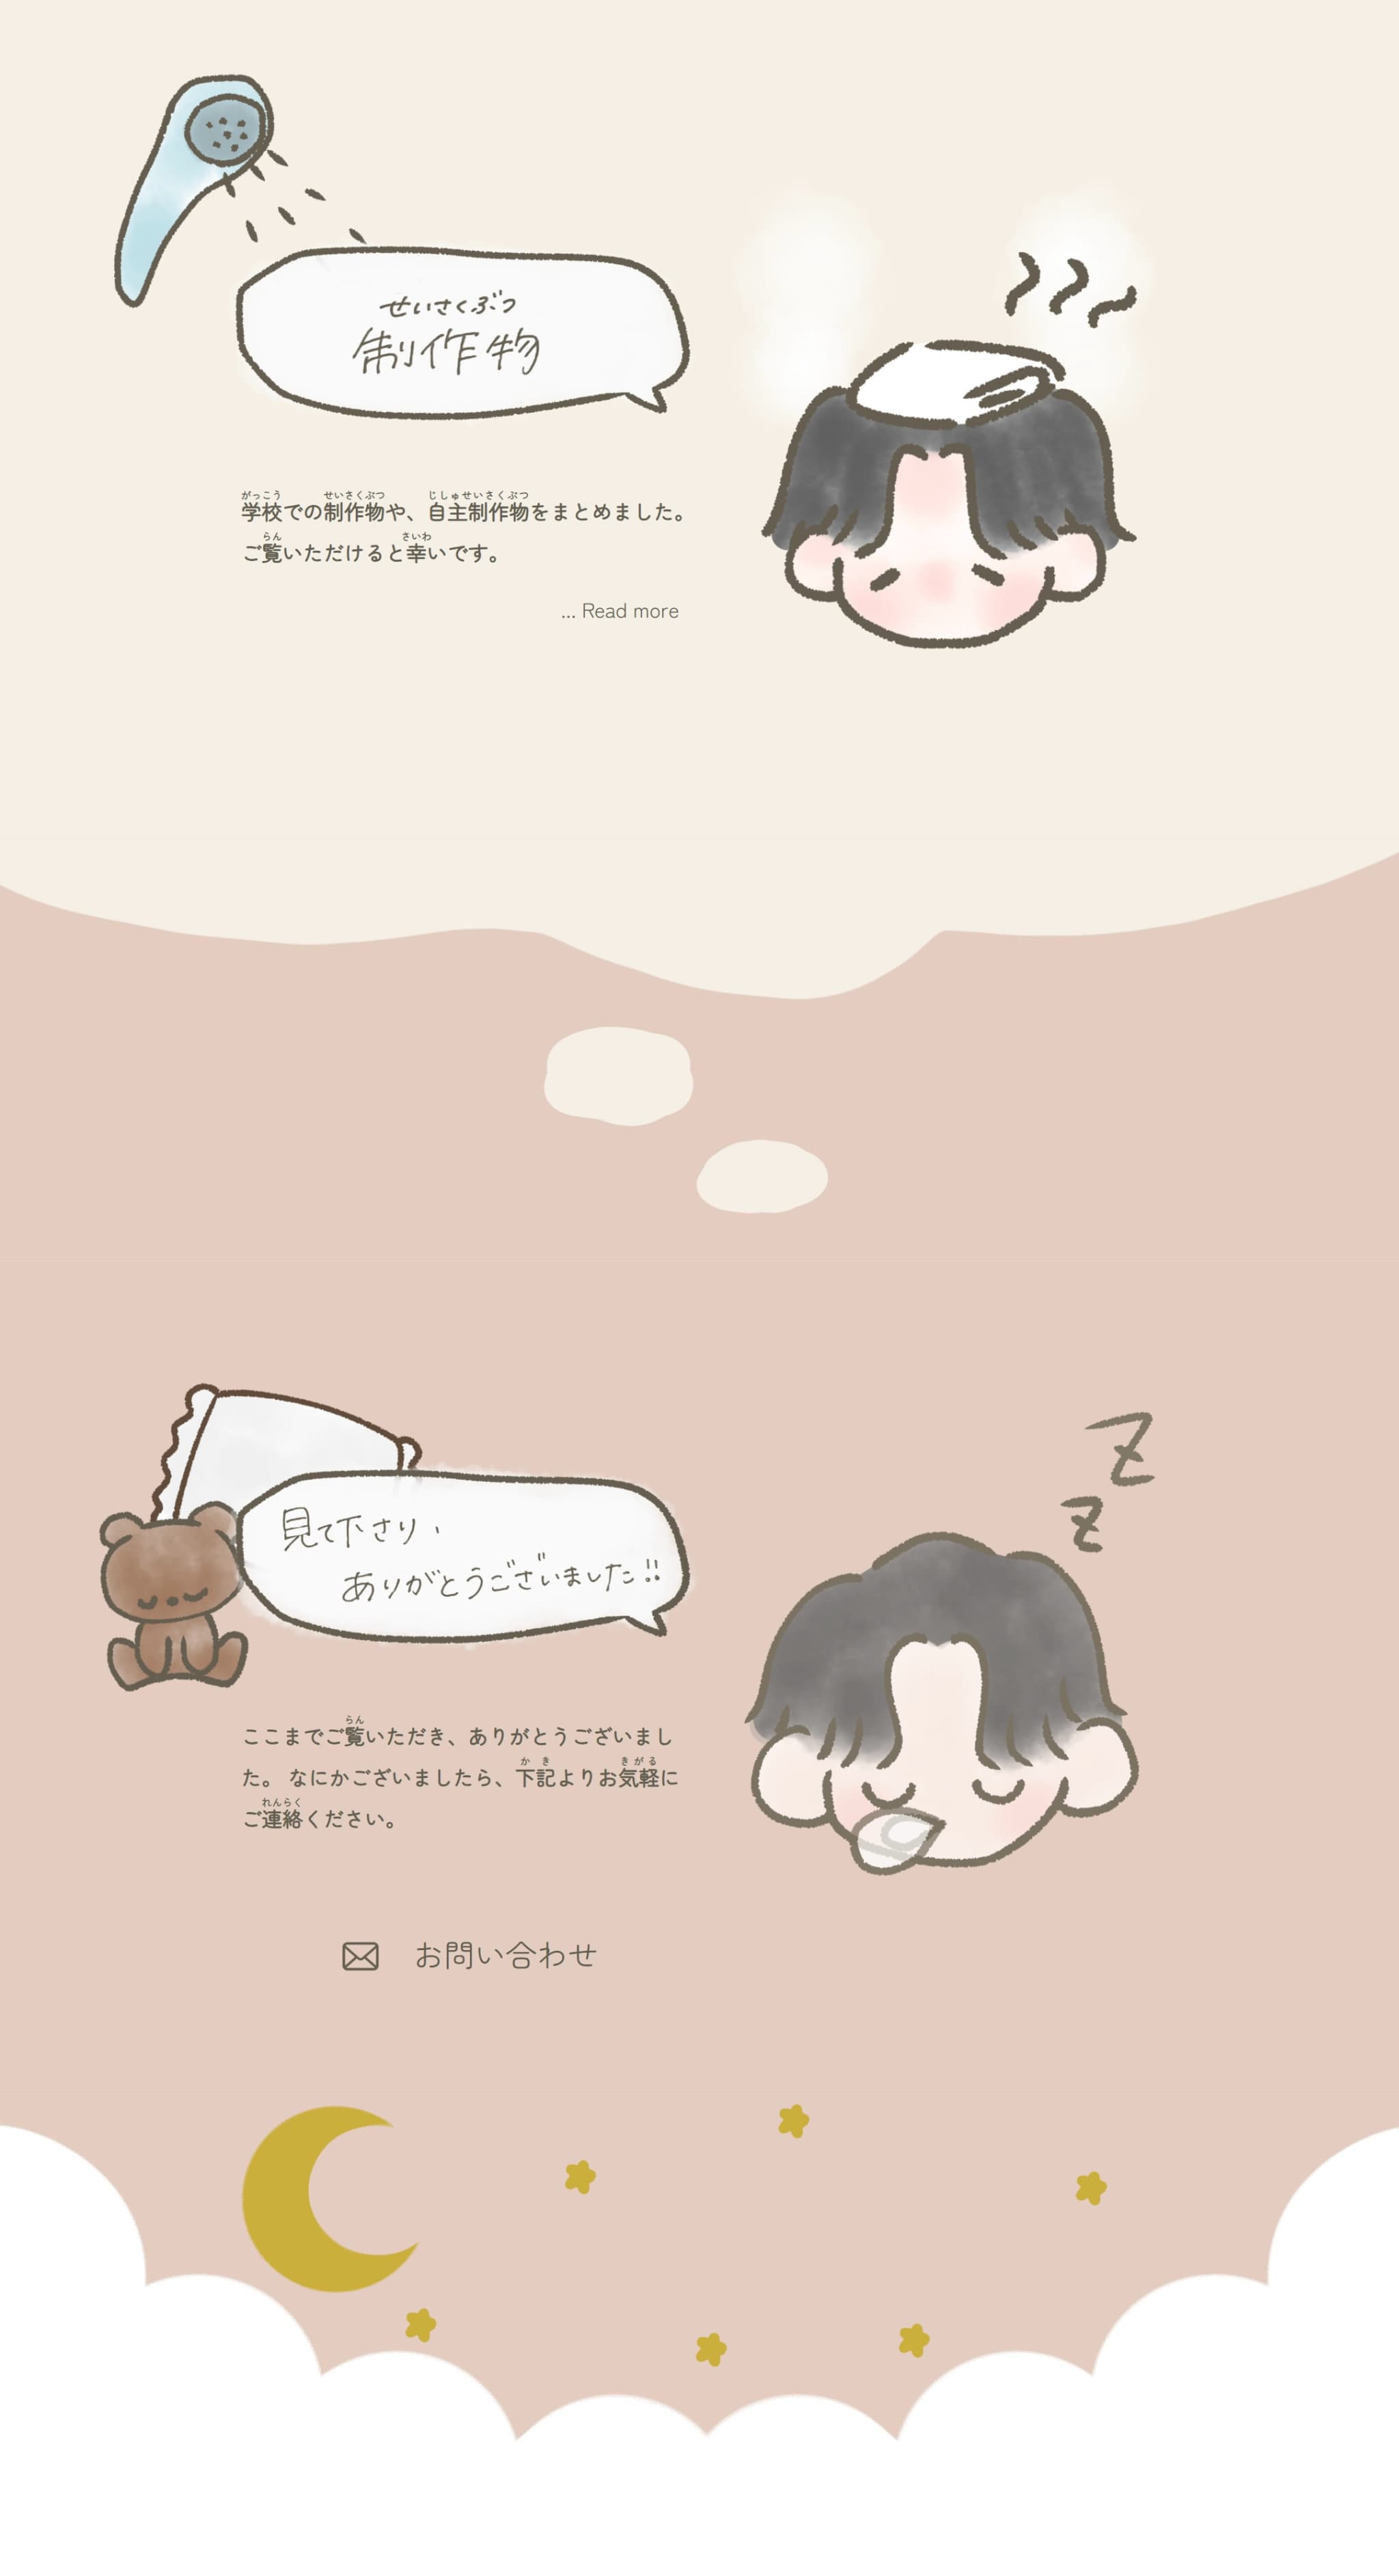 せいさくぶつ
制作物
がっこう せいさくぶつ じしゅせいさくぶつ
学校での制作物や、自主制作物をまとめました。
らん さいわ
ご覧いただけると幸いです。
... Read more
z
z
見て下さり、
ありがとうございました!!
らん
ここまでご覧いただき、ありがとうございまし
か き きがる
た。 なにかございましたら、下記よりお気軽に
れんらく
ご連絡ください。
お問い合わせ